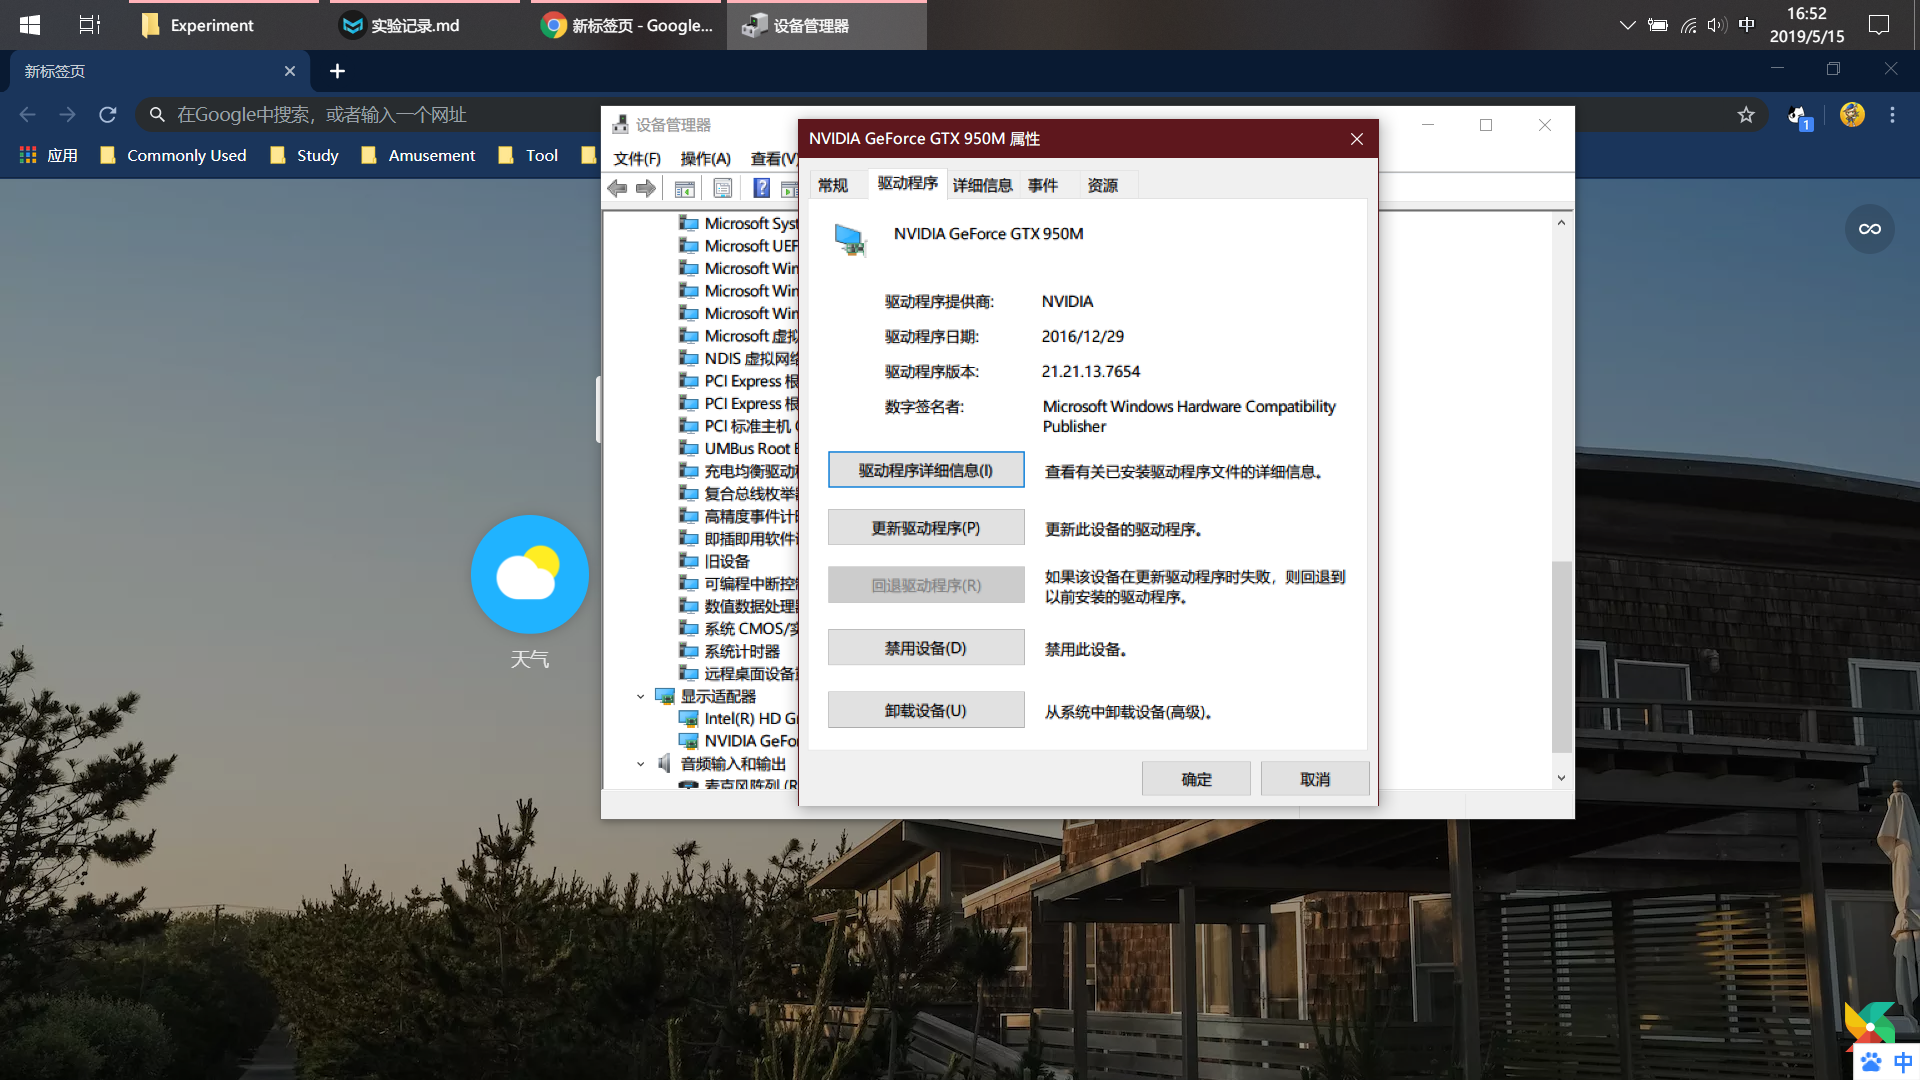 Experiment
实验记录.md
新标签页 - Google...
设备管理器
中
16:52
2019/5/15
新标签页
在Google中搜索，或者输入一个网址
1
应用
Commonly Used
Study
Amusement
Tool
设备管理器
文件(F)
操作(A)
查看(V
NVIDIA GeForce GTX 950M 属性
常规
驱动程序
详细信息
事件
资源
NVIDIA GeForce GTX 950M
驱动程序提供商:
NVIDIA
驱动程序日期:
2016/12/29
驱动程序版本:
21.21.13.7654
数字签名者:
Microsoft Windows Hardware Compatibility
Publisher
驱动程序详细信息(I)
查看有关已安装驱动程序文件的详细信息。
更新驱动程序(P)
更新此设备的驱动程序。
回退驱动程序(R)
如果该设备在更新驱动程序时失败，则回退到
以前安装的驱动程序。
禁用设备(D)
禁用此设备。
卸载设备(U)
从系统中卸载设备(高级)。
确定
取消
Microsoft Syst
Microsoft UEF
Microsoft Win
Microsoft Win
Microsoft Win
Microsoft 虚拟
NDIS 虚拟网络
PCI Express 根
PCI Express 根
PCI 标准主机
UMBus Root
充电均衡驱动
复合总线枚举
高精度事件计
即插即用软件
旧设备
可编程中断控
数值数据处理
系统 CMOS/实
系统计时器
远程桌面设备
显示适配器
Intel(R) HD G
NVIDIA GeFo
音频输入和输出
麦克风阵列 (R
天气
中